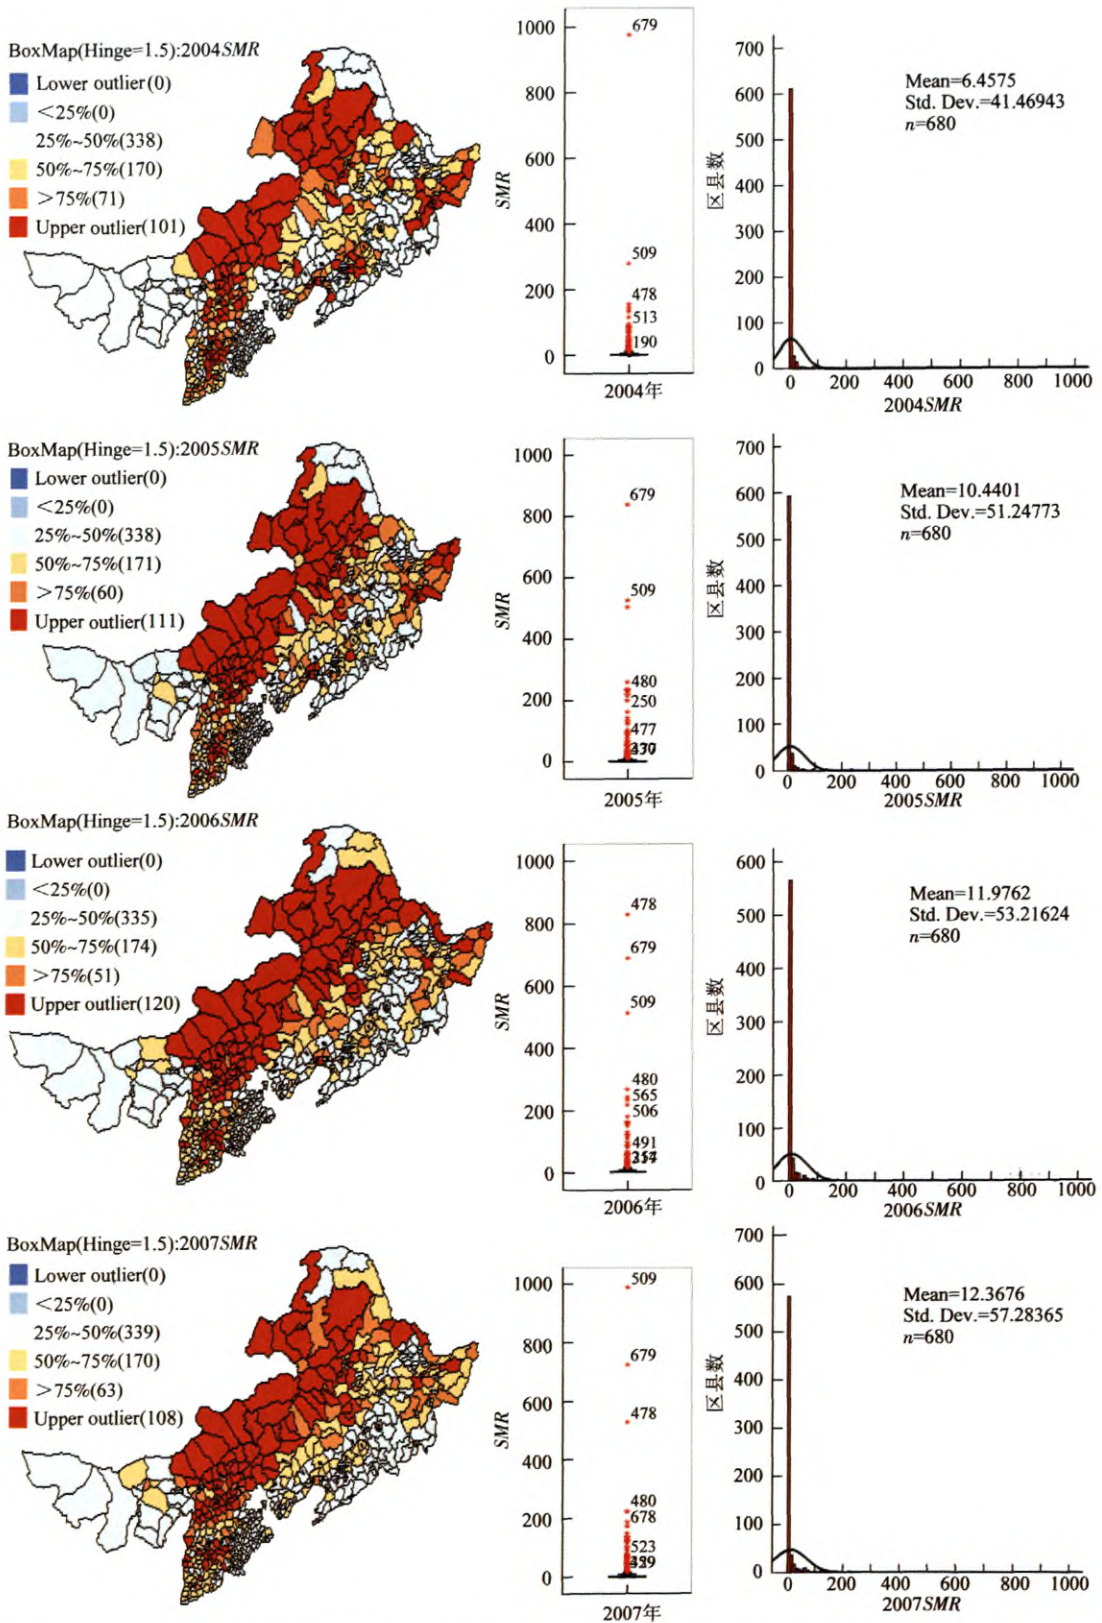 BoxMap(Hinge=1.5):2004SMR
Lower outlier(0)
<25%(0)
25%~50%(338)
50%~75%(170)
>75%(71)
Upper outlier(101)
SMR
1000
800
600
400
200
0
679
509
478
513
190
2004年
区县数
700
600
500
400
300
200
100
0
Mean=6.4575
Std. Dev.=41.46943
n=680
0 200 400 600 800 1000
2004SMR
BoxMap(Hinge=1.5):2005SMR
Lower outlier(0)
<25%(0)
25%~50%(338)
50%~75%(171)
>75%(60)
Upper outlier(111)
SMR
1000
800
600
400
200
0
679
509
480
250
477
2005年
区县数
700
600
500
400
300
200
100
0
Mean=10.4401
Std. Dev.=51.24773
n=680
0 200 400 600 800 1000
2005SMR
BoxMap(Hinge=1.5):2006SMR
Lower outlier(0)
<25%(0)
25%~50%(335)
50%~75%(174)
>75%(51)
Upper outlier(120)
SMR
1000
800
600
400
200
0
478
679
509
480
565
506
491
2006年
区县数
600
500
400
300
200
100
0
Mean=11.9762
Std. Dev.=53.21624
n=680
0 200 400 600 800 1000
2006SMR
BoxMap(Hinge=1.5):2007SMR
Lower outlier(0)
<25%(0)
25%~50%(339)
50%~75%(170)
>75%(63)
Upper outlier(108)
SMR
1000
800
600
400
200
0
509
679
478
480
678
523
2007年
区县数
700
600
500
400
300
200
100
0
Mean=12.3676
Std. Dev.=57.28365
n=680
0 200 400 600 800 1000
2007SMR